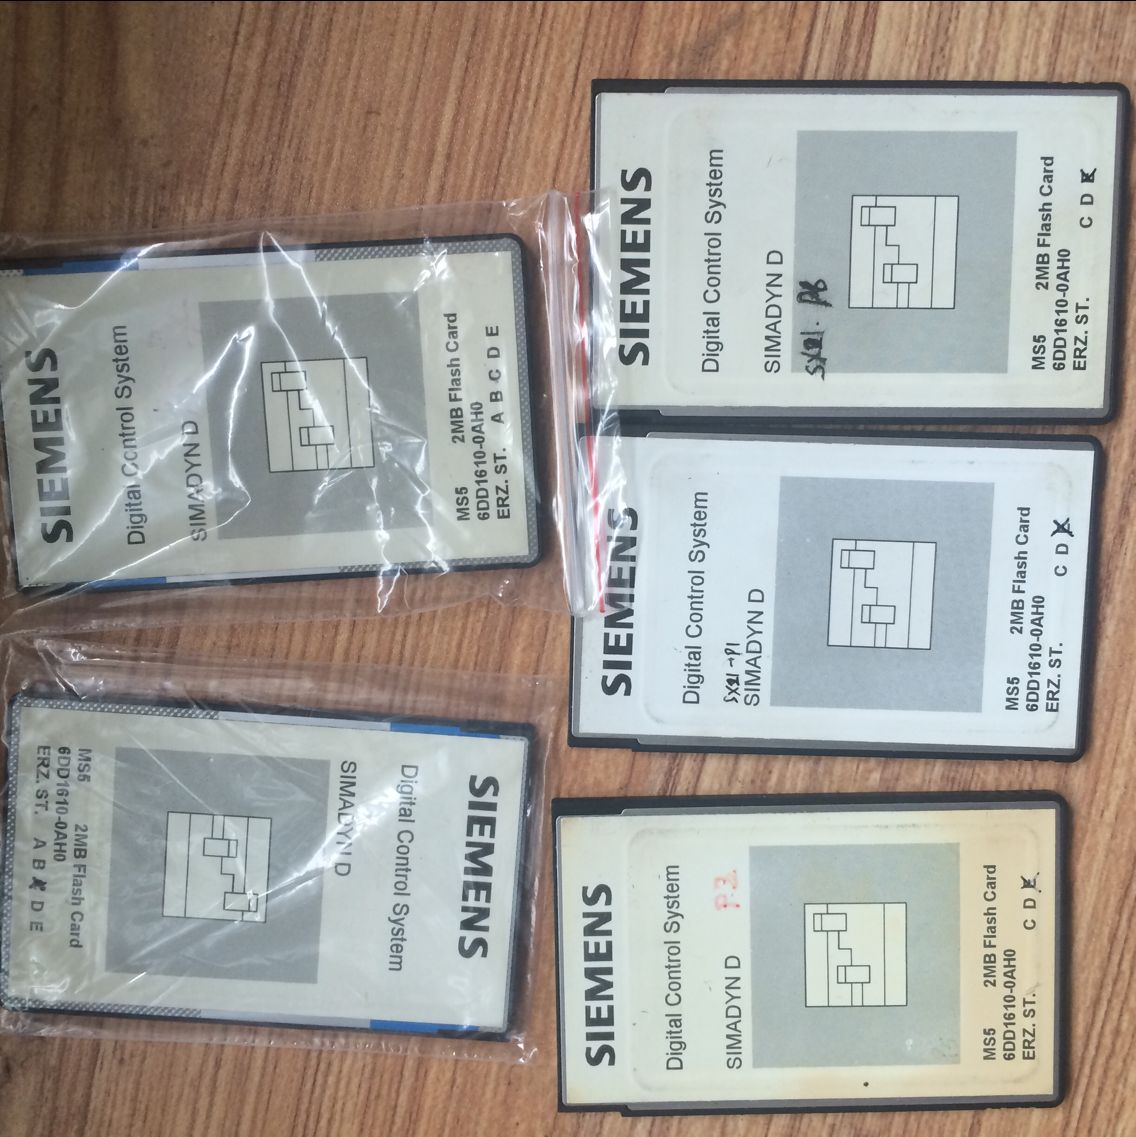 SIEMENS
Digital Control System
SIMADYN D
MS5 2MB Flash Card
6DD1610-0AH0
ERZ. ST. A B C D E
SIEMENS
Digital Control System
SIMADYN D
MS5 2MB Flash Card
6DD1610-0AH0
ERZ. ST. C D E
SIEMENS
Digital Control System
SIMADYN D
MS5 2MB Flash Card
6DD1610-0AH0
ERZ. ST. C D
SIEMENS
Digital Control System
SIMADYN D
MS5 2MB Flash Card
6DD1610-0AH0
ERZ. ST. A B C D E
SIEMENS
Digital Control System
SIMADYN D
MS5 2MB Flash Card
6DD1610-0AH0
ERZ. ST. C D E